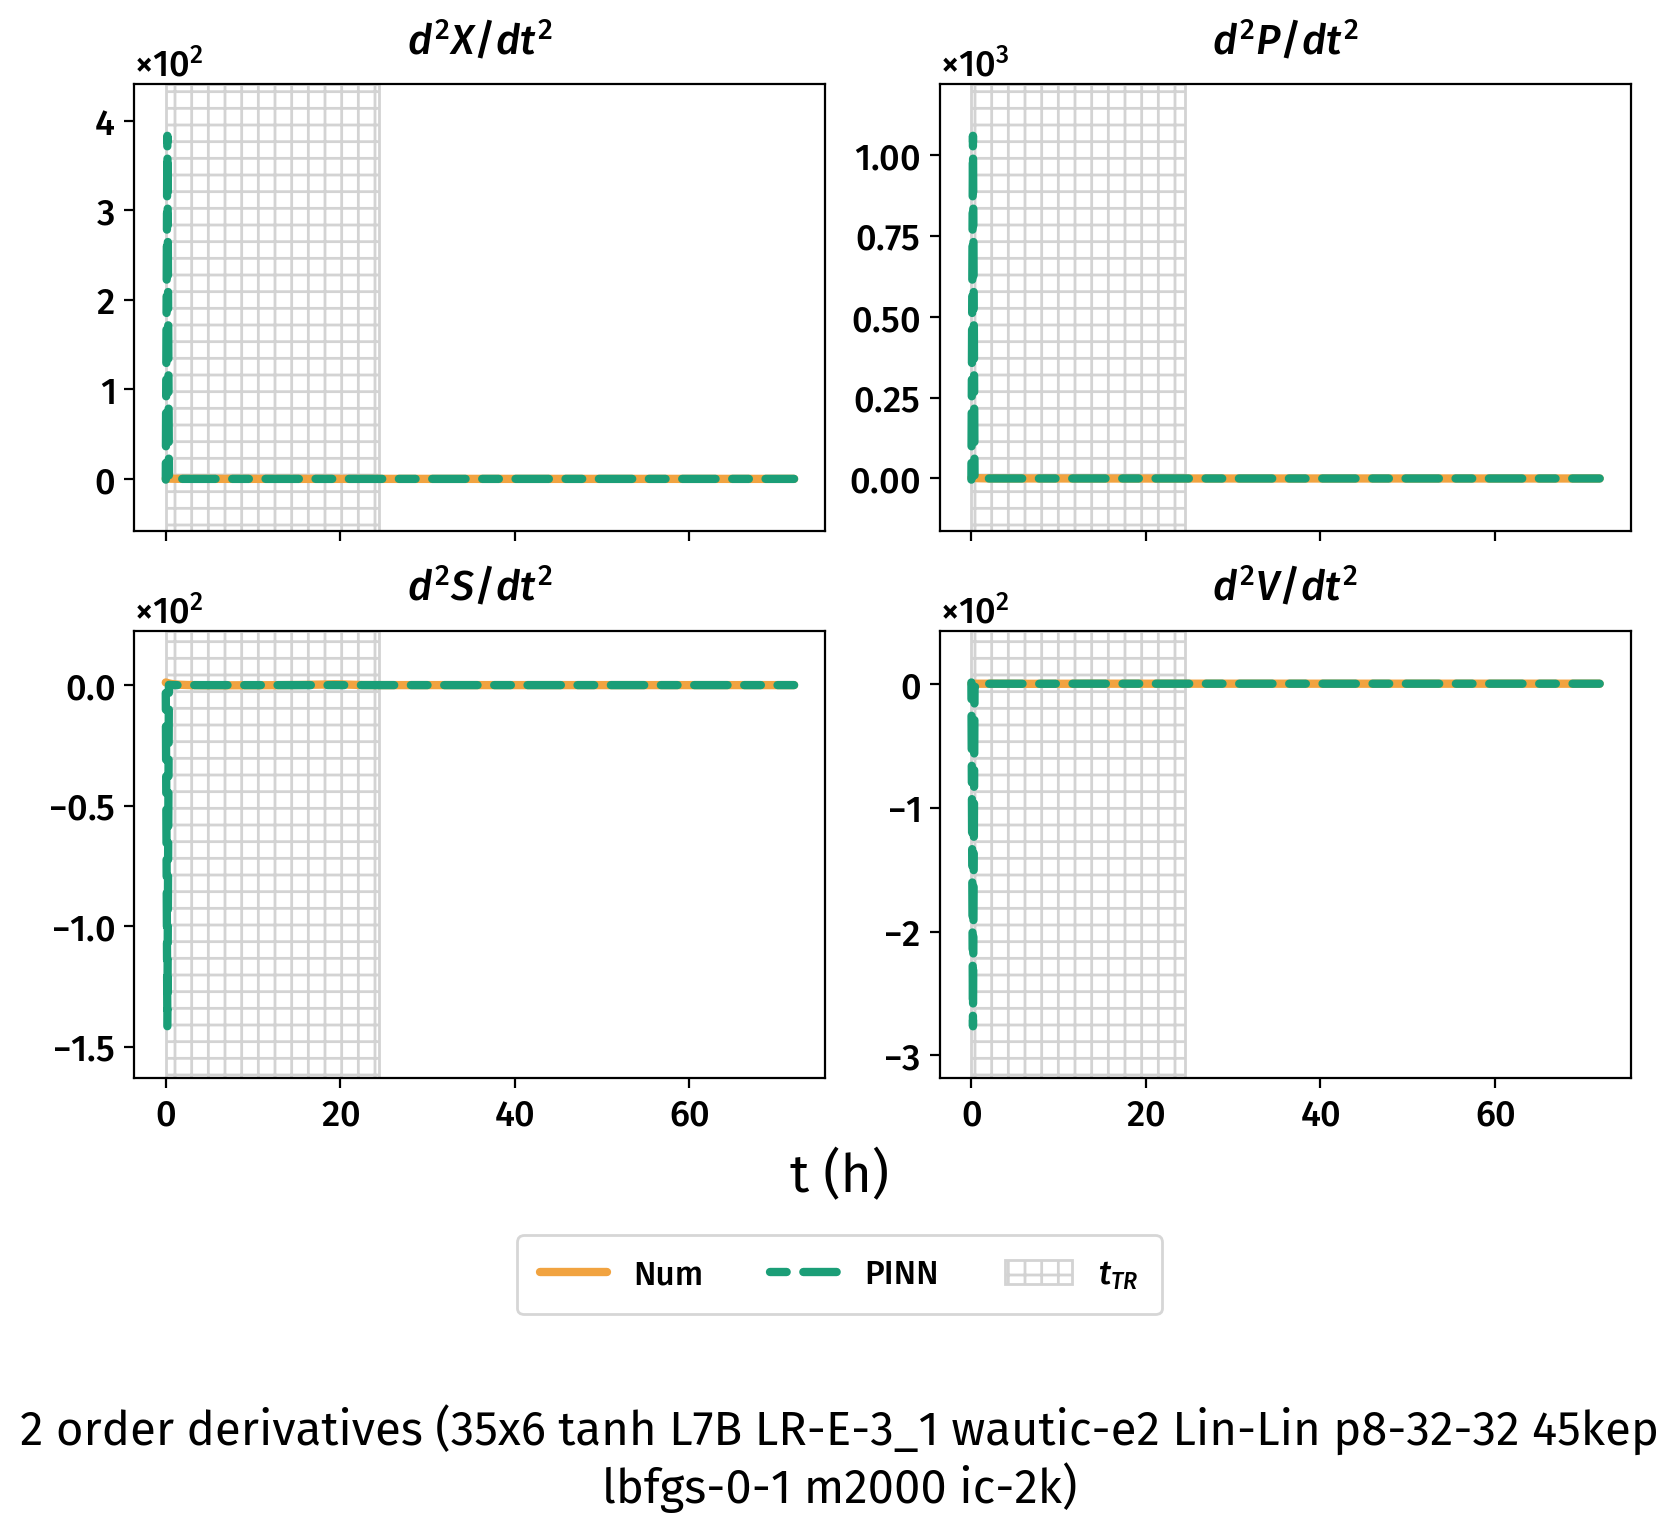 d²X/dt²
×10²
4
3
2
1
0
d²P/dt²
×10³
1.00
0.75
0.50
0.25
0.00
d²S/dt²
×10²
0.0
−0.5
−1.0
−1.5
0 20 40 60
d²V/dt²
×10²
0
−1
−2
−3
0 20 40 60
t (h)
Num PINN t_TR
2 order derivatives (35x6 tanh L7B LR-E-3_1 wautic-e2 Lin-Lin p8-32-32 45kep
lbfgs-0-1 m2000 ic-2k)